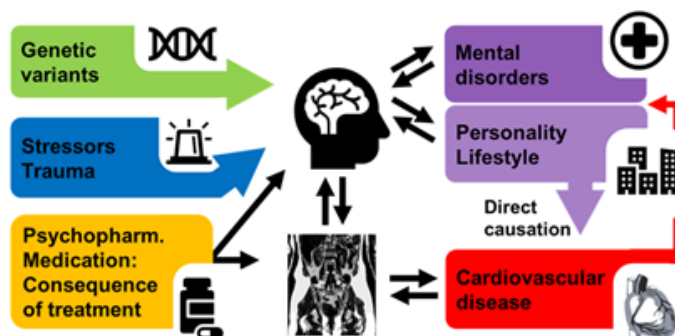 Genetic
variants
Stressors
Trauma
Psychopharm.
Medication:
Consequence
of treatment
Mental
disorders
Personality
Lifestyle
Direct
causation
Cardiovascular
disease